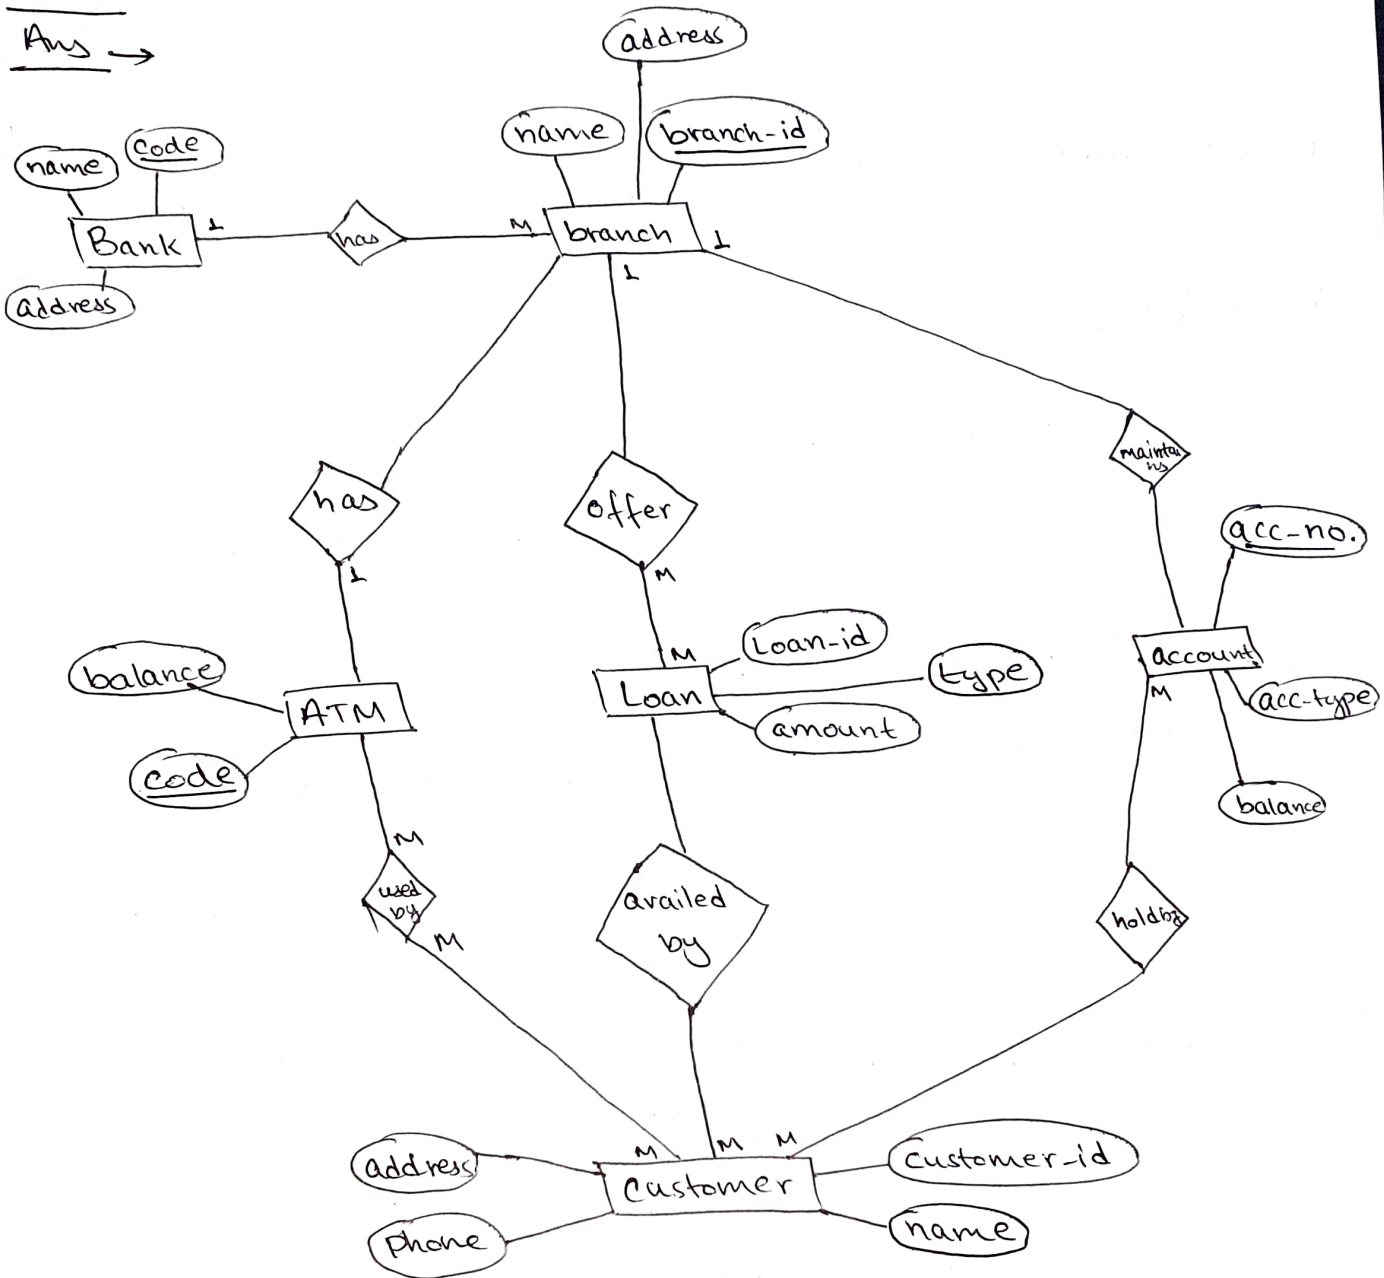 Ans →
address
name
branch-id
code
name
Bank
1
has
M
branch
1
1
address
has
1
offer
M
maintains
acc-no.
account
M
acc-type
balance
balance
ATM
code
M
Loan
Loan-id
type
amount
M
used
by
M
availed
by
holdby
M
M
M
address
customer
customer-id
phone
name